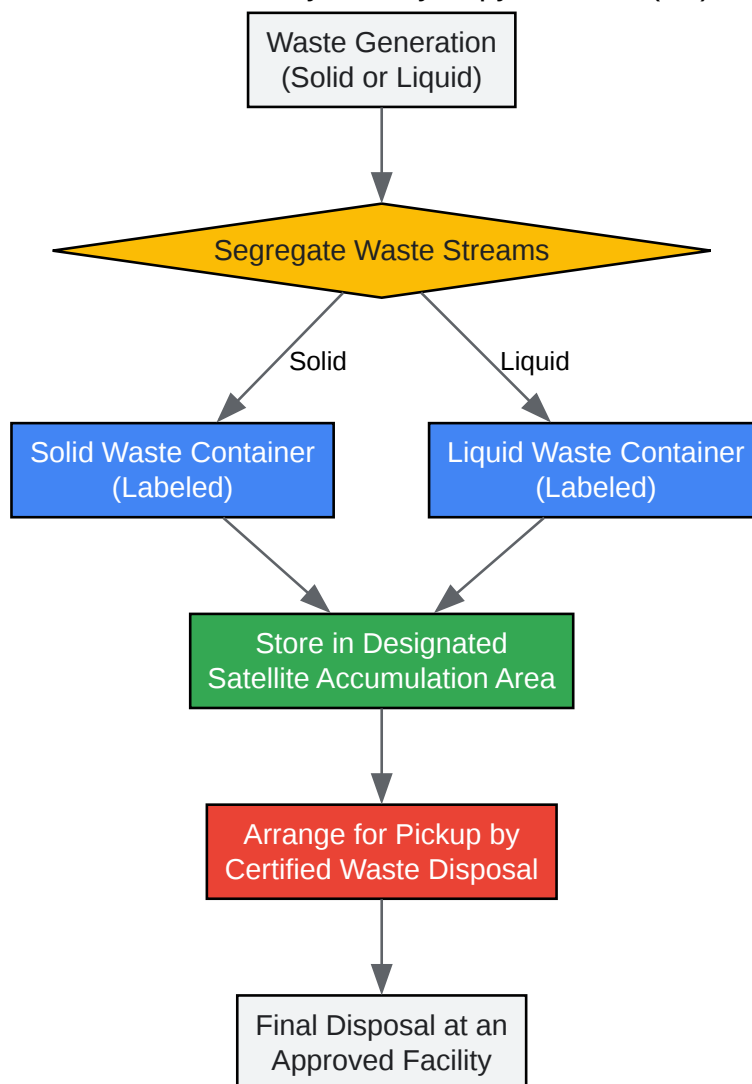 Waste Generation
(Solid or Liquid)
Segregate Waste Streams
Solid
Liquid
Solid Waste Container
(Labeled)
Liquid Waste Container
(Labeled)
Store in Designated
Satellite Accumulation Area
Arrange for Pickup by
Certified Waste Disposal
Final Disposal at an
Approved Facility